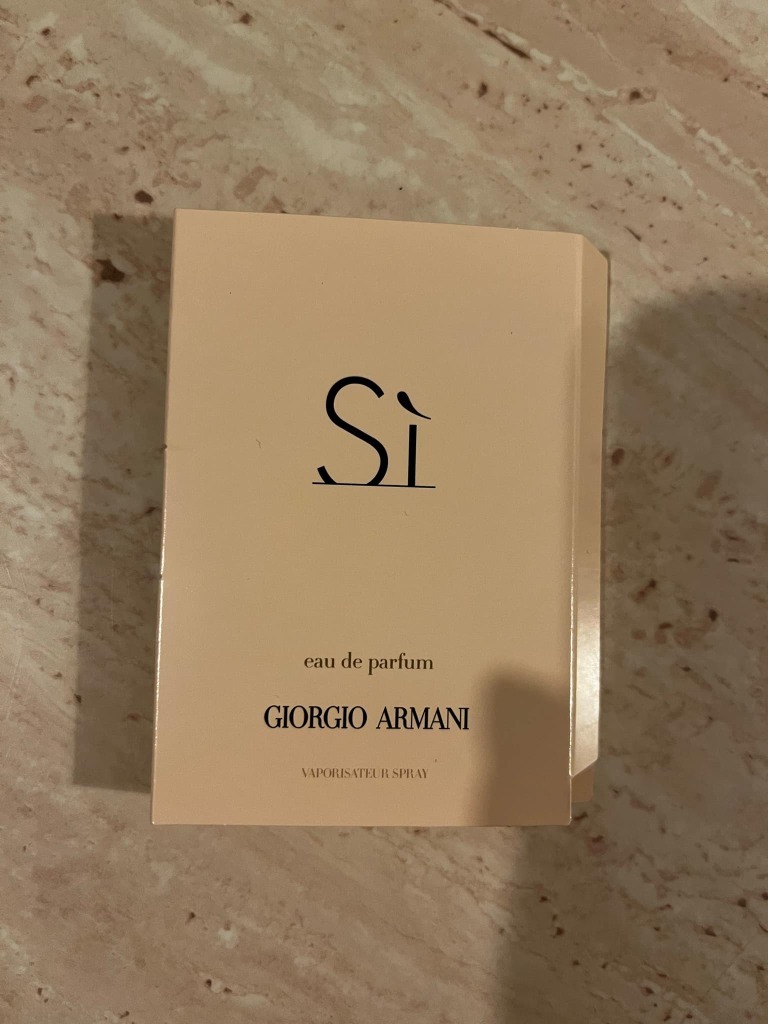 Sì
eau de parfum
GIORGIO ARMANI
VAPORISATEUR SPRAY